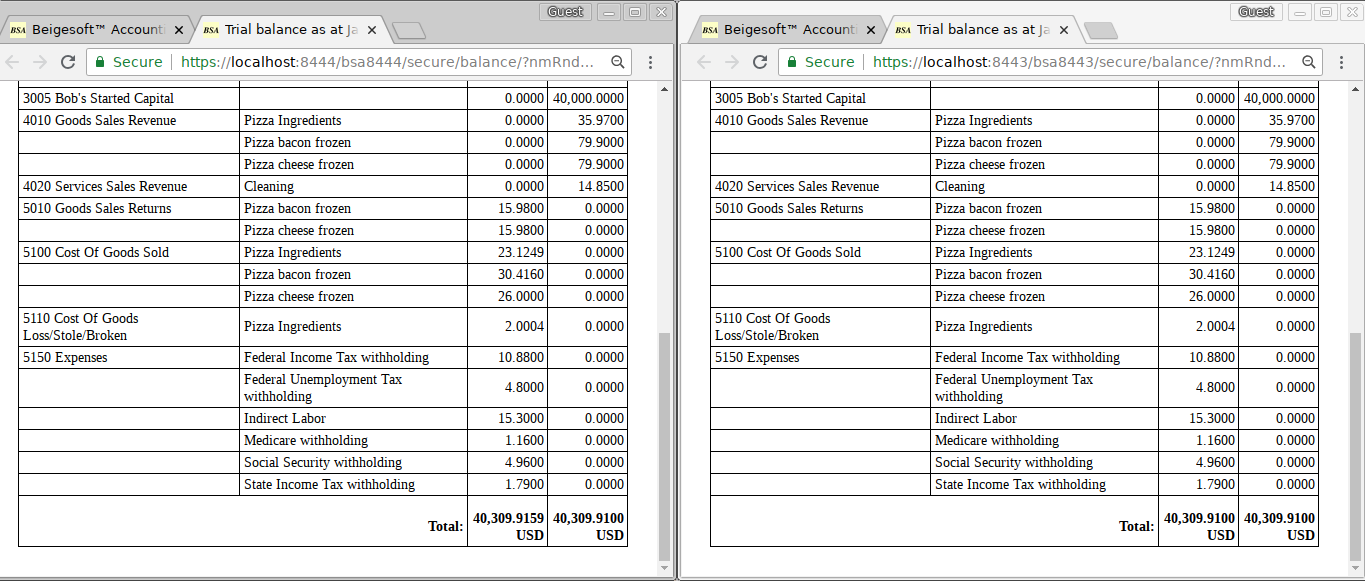 Guest
BSA Beigesoft™ Account
BSA Trial balance as at Ja
Secure https://localhost:8444/bsa8444/secure/balance/?nmRnd...
3005 Bob's Started Capital 0.0000 40,000.0000
4010 Goods Sales Revenue Pizza Ingredients 0.0000 35.9700
Pizza bacon frozen 0.0000 79.9000
Pizza cheese frozen 0.0000 79.9000
4020 Services Sales Revenue Cleaning 0.0000 14.8500
5010 Goods Sales Returns Pizza bacon frozen 15.9800 0.0000
Pizza cheese frozen 15.9800 0.0000
5100 Cost Of Goods Sold Pizza Ingredients 23.1249 0.0000
Pizza bacon frozen 30.4160 0.0000
Pizza cheese frozen 26.0000 0.0000
5110 Cost Of Goods
Loss/Stole/Broken Pizza Ingredients 2.0004 0.0000
5150 Expenses Federal Income Tax withholding 10.8800 0.0000
Federal Unemployment Tax
withholding 4.8000 0.0000
Indirect Labor 15.3000 0.0000
Medicare withholding 1.1600 0.0000
Social Security withholding 4.9600 0.0000
State Income Tax withholding 1.7900 0.0000
Total: 40,309.9159 40,309.9100
USD USD
Guest
BSA Beigesoft™ Account
BSA Trial balance as at Ja
Secure https://localhost:8443/bsa8443/secure/balance/?nmRnd...
3005 Bob's Started Capital 0.0000 40,000.0000
4010 Goods Sales Revenue Pizza Ingredients 0.0000 35.9700
Pizza bacon frozen 0.0000 79.9000
Pizza cheese frozen 0.0000 79.9000
4020 Services Sales Revenue Cleaning 0.0000 14.8500
5010 Goods Sales Returns Pizza bacon frozen 15.9800 0.0000
Pizza cheese frozen 15.9800 0.0000
5100 Cost Of Goods Sold Pizza Ingredients 23.1249 0.0000
Pizza bacon frozen 30.4160 0.0000
Pizza cheese frozen 26.0000 0.0000
5110 Cost Of Goods
Loss/Stole/Broken Pizza Ingredients 2.0004 0.0000
5150 Expenses Federal Income Tax withholding 10.8800 0.0000
Federal Unemployment Tax
withholding 4.8000 0.0000
Indirect Labor 15.3000 0.0000
Medicare withholding 1.1600 0.0000
Social Security withholding 4.9600 0.0000
State Income Tax withholding 1.7900 0.0000
Total: 40,309.9100 40,309.9100
USD USD